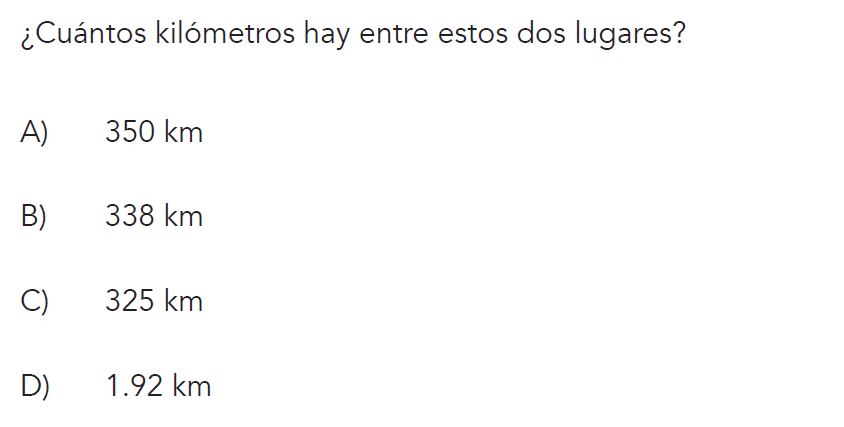 ¿Cuántos kilómetros hay entre estos dos lugares?
A) 350 km
B) 338 km
C) 325 km
D) 1.92 km